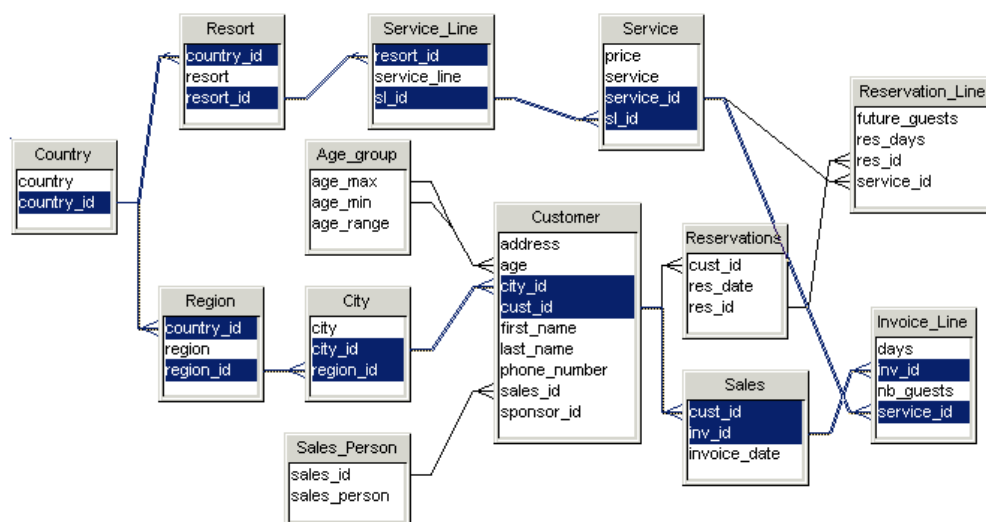 Resort
country_id
resort
resort_id
Service_Line
resort_id
service_line
sl_id
Service
price
service
service_id
sl_id
Reservation_Line
future_guests
res_days
res_id
service_id
Country
country
country_id
Age_group
age_max
age_min
age_range
Customer
address
age
city_id
cust_id
first_name
last_name
phone_number
sales_id
sponsor_id
Reservations
cust_id
res_date
res_id
Region
country_id
region
region_id
City
city
city_id
region_id
Invoice_Line
days
inv_id
nb_guests
service_id
Sales
cust_id
inv_id
invoice_date
Sales_Person
sales_id
sales_person